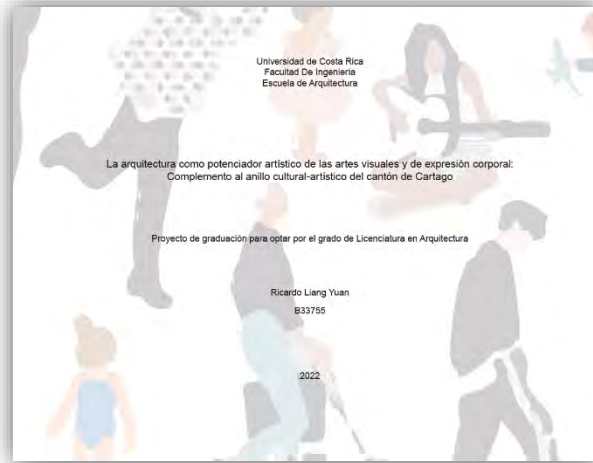 Universidad de Costa Rica
Facultad De Ingeniería
Escuela de Arquitectura
La arquitectura como potenciador artístico de las artes visuales y de expresión corporal:
Complemento al anillo cultural-artístico del cantón de Cartago
Proyecto de graduación para optar por el grado de Licenciatura en Arquitectura
Ricardo Liang Yuan
B33755
2022